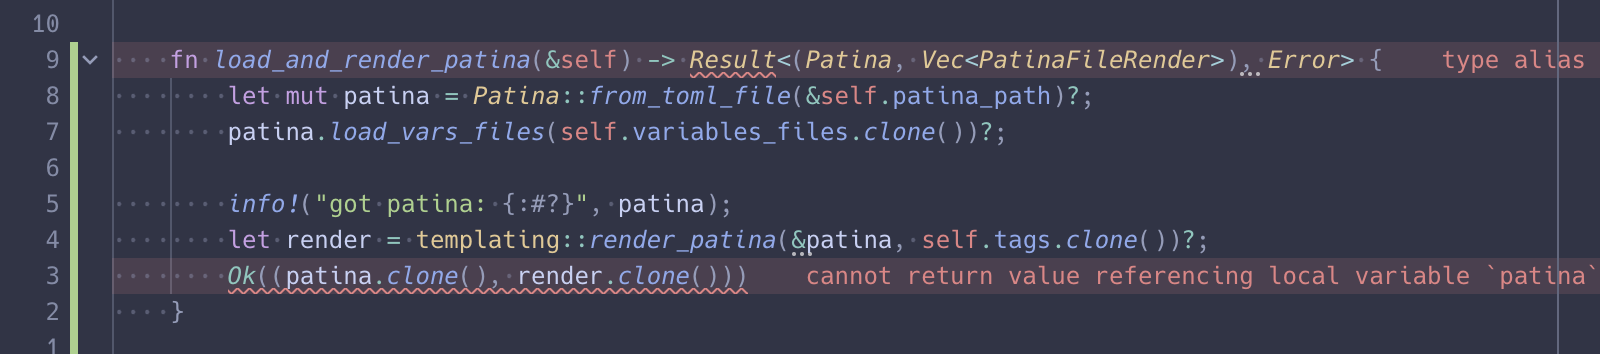 10
9 fn load_and_render_patina(&self) -> Result<(Patina, Vec<PatinaFileRender>), Error> { type alias
8 let mut patina = Patina::from_toml_file(&self.patina_path)?;
7 patina.load_vars_files(self.variables_files.clone())?;
6
5 info!("got patina: {:#?}", patina);
4 let render = templating::render_patina(&patina, self.tags.clone())?;
3 Ok((patina.clone(), render.clone())) cannot return value referencing local variable `patina`
2 }
1